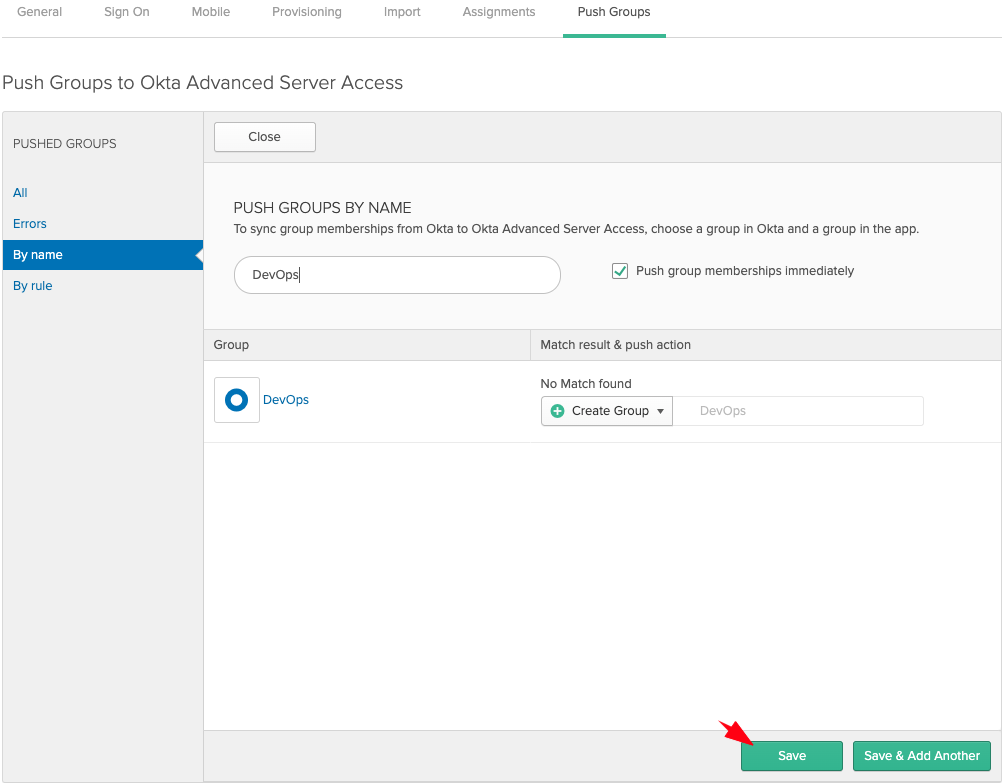 General Sign On Mobile Provisioning Import Assignments Push Groups
Push Groups to Okta Advanced Server Access
PUSHED GROUPS
All
Errors
By name
By rule
Close
PUSH GROUPS BY NAME
To sync group memberships from Okta to Okta Advanced Server Access, choose a group in Okta and a group in the app.
DevOps
Push group memberships immediately
Group Match result & push action
DevOps
No Match found
Create Group DevOps
Save Save & Add Another